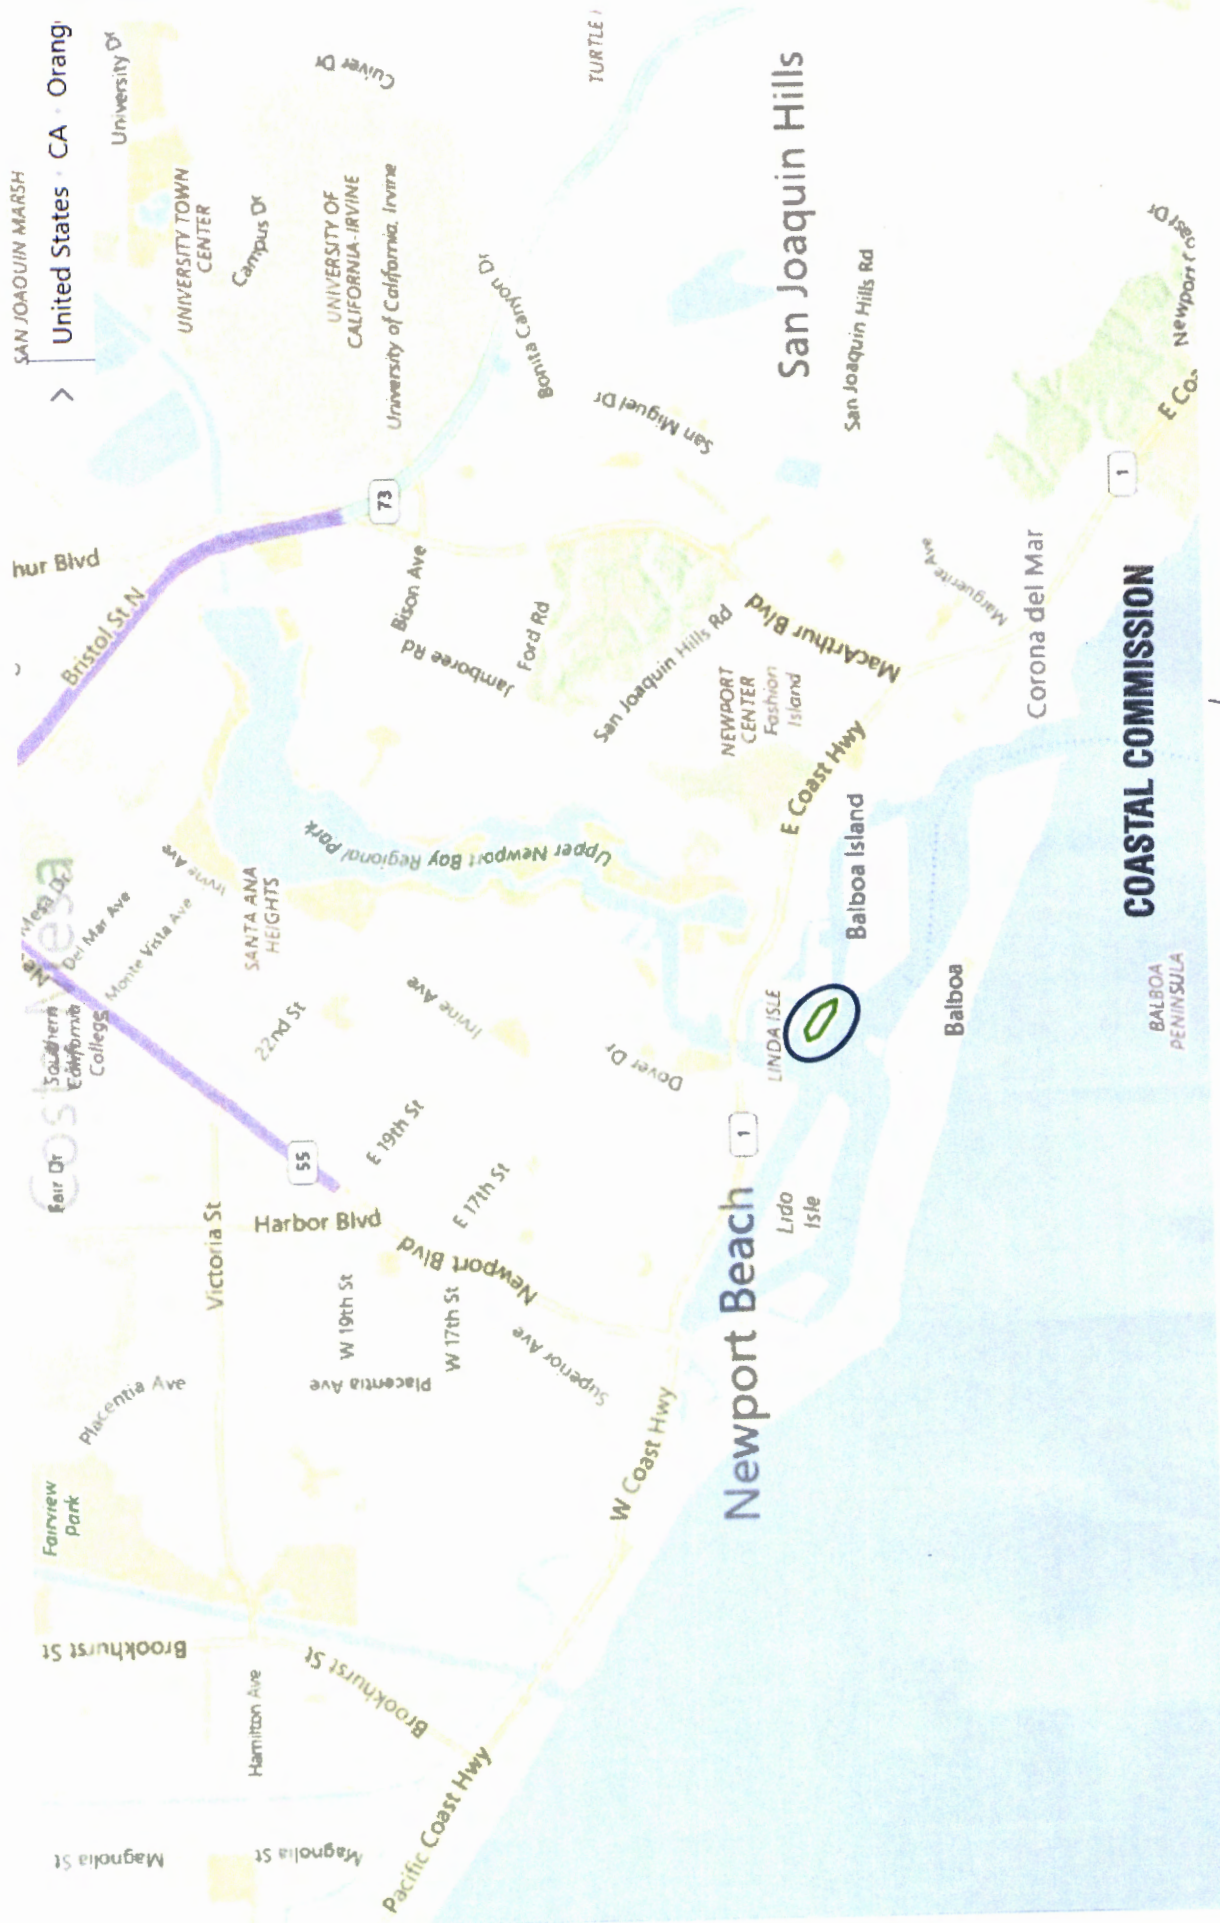 United States · CA · Orang
SAN JOAQUIN MARSH
University Dr
UNIVERSITY TOWN
CENTER
Campus Dr
Culver Dr
UNIVERSITY OF
CALIFORNIA-IRVINE
University of California, Irvine
TURTLE
Bonita Canyon Dr
San Miguel Dr
San Joaquin Hills
San Joaquin Hills Rd
Newport Coast Dr
E Co
1
hur Blvd
Bristol St N
73
Bison Ave
Jamboree Rd
Ford Rd
San Joaquin Hills Rd
MacArthur Blvd
NEWPORT
CENTER
Fashion
Island
Marguerite Ave
Corona del Mar
E Coast Hwy
Costa Mesa
Mesa Dr
Del Mar Ave
Monte Vista Ave
Irvine Ave
SANTA ANA
HEIGHTS
Upper Newport Bay Regional Park
Southern
California
College
Fair Dr
22nd St
Irvine Ave
Dover Dr
55
E 19th St
E 17th St
Victoria St
Harbor Blvd
Newport Blvd
W 19th St
W 17th St
Placentia Ave
Placentia Ave
Superior Ave
LINDA ISLE
Balboa Island
Balboa
BALBOA
PENINSULA
1
Lido
Isle
Newport Beach
W Coast Hwy
Fairview
Park
Brookhurst St
Brookhurst St
Hamilton Ave
Magnolia St
Magnolia St
Pacific Coast Hwy
COASTAL COMMISSION